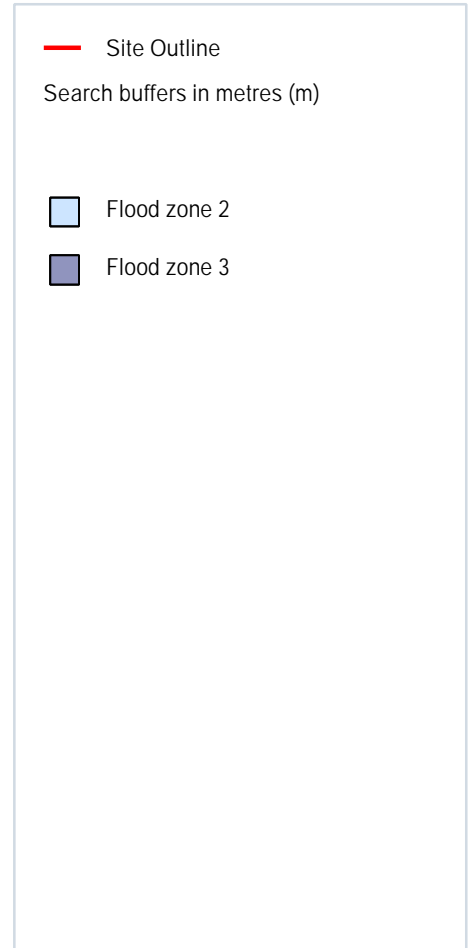 Site Outline
Search buffers in metres (m)
Flood zone 2
Flood zone 3